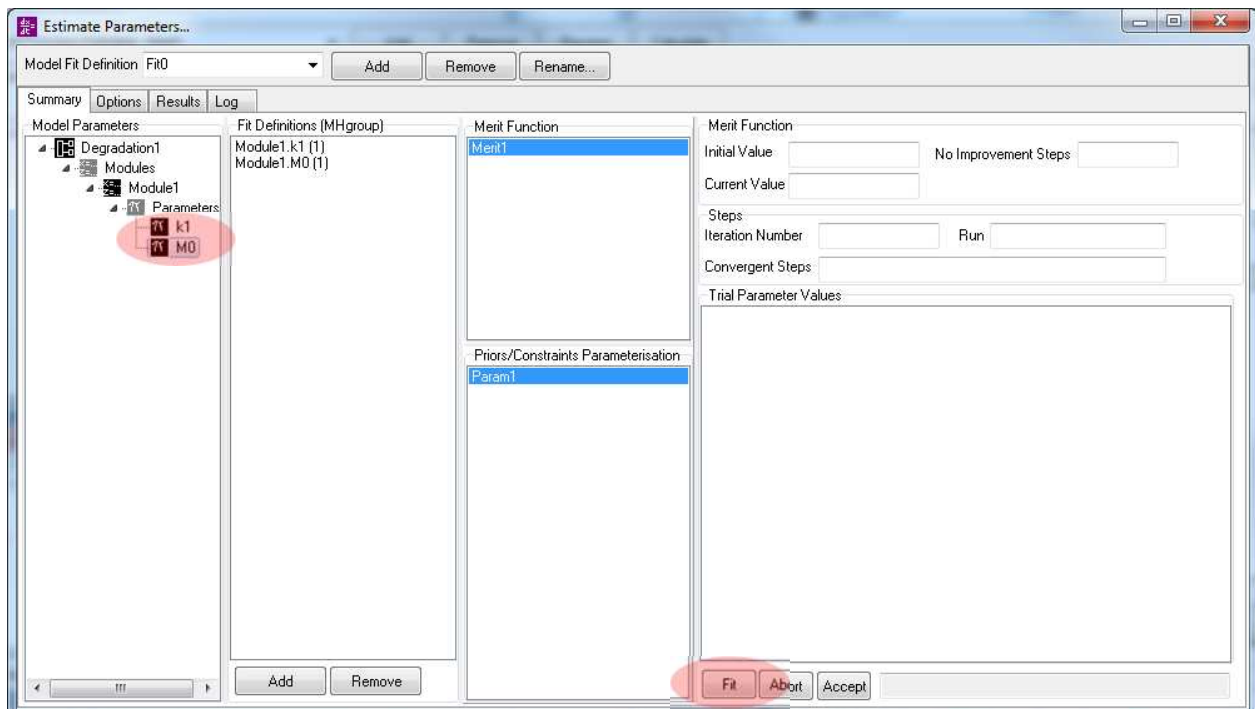 Estimate Parameters...
Model Fit Definition Fit0 Add Remove Rename...
Summary Options Results Log
Model Parameters
Degradation1
Modules
Module1
Parameters
k1
M0
Fit Definitions (MHgroup)
Module1.k1 (1)
Module1.M0 (1)
Add Remove
Merit Function
Merit1
Priors/Constraints Parameterisation
Param1
Merit Function
Initial Value No Improvement Steps
Current Value
Steps
Iteration Number Run
Convergent Steps
Trial Parameter Values
Fit Abort Accept